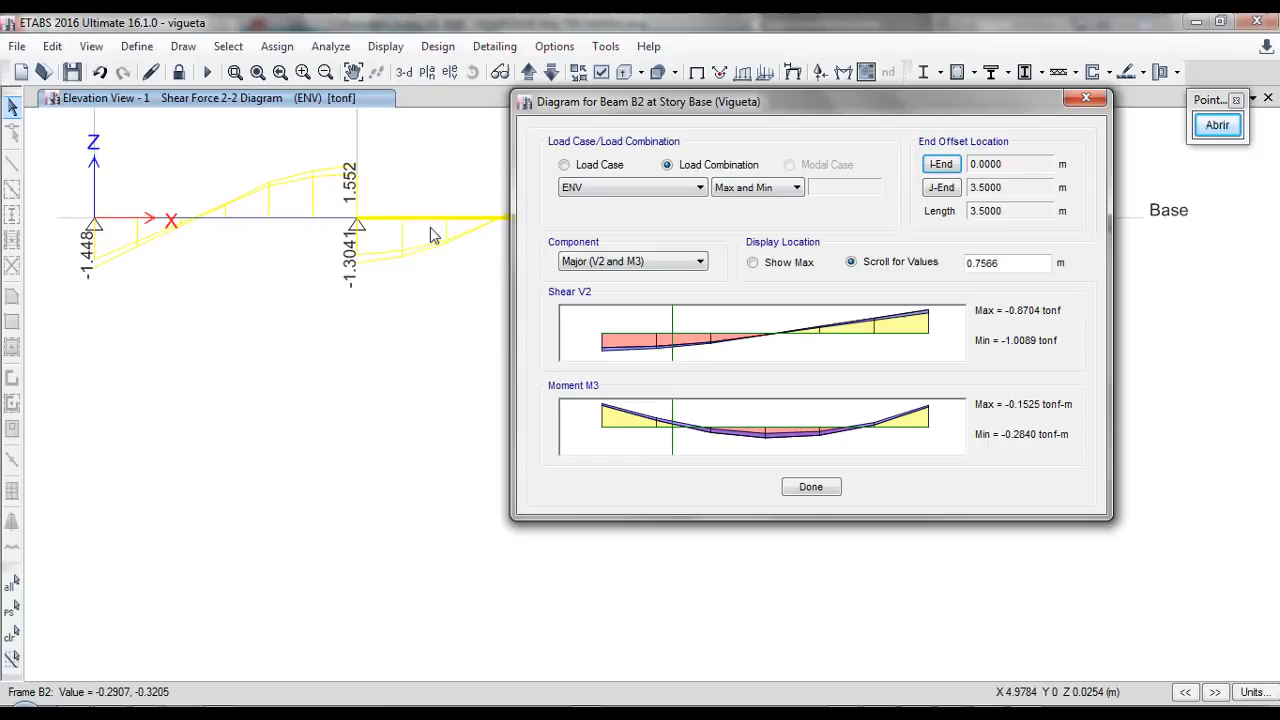 ETABS 2016 Ultimate 16.1.0 - vigueta
File Edit View Define Draw Select Assign Analyze Display Design Detailing Options Tools Help
3-d
nd
Elevation View - 1 Shear Force 2-2 Diagram (ENV) [tonf]
Point...
Abrir
Z
X
-1.448
1.552
-1.3041
Base
all
ps
clr
Diagram for Beam B2 at Story Base (Vigueta)
Load Case/Load Combination
Load Case Load Combination Modal Case
ENV Max and Min
End Offset Location
I-End 0.0000 m
J-End 3.5000 m
Length 3.5000 m
Component
Major (V2 and M3)
Display Location
Show Max Scroll for Values 0.7566 m
Shear V2
Max = -0.8704 tonf
Min = -1.0089 tonf
Moment M3
Max = -0.1525 tonf-m
Min = -0.2840 tonf-m
Done
Frame B2: Value = -0.2907, -0.3205
X 4.9784 Y 0 Z 0.0254 (m)
<< >> Units...